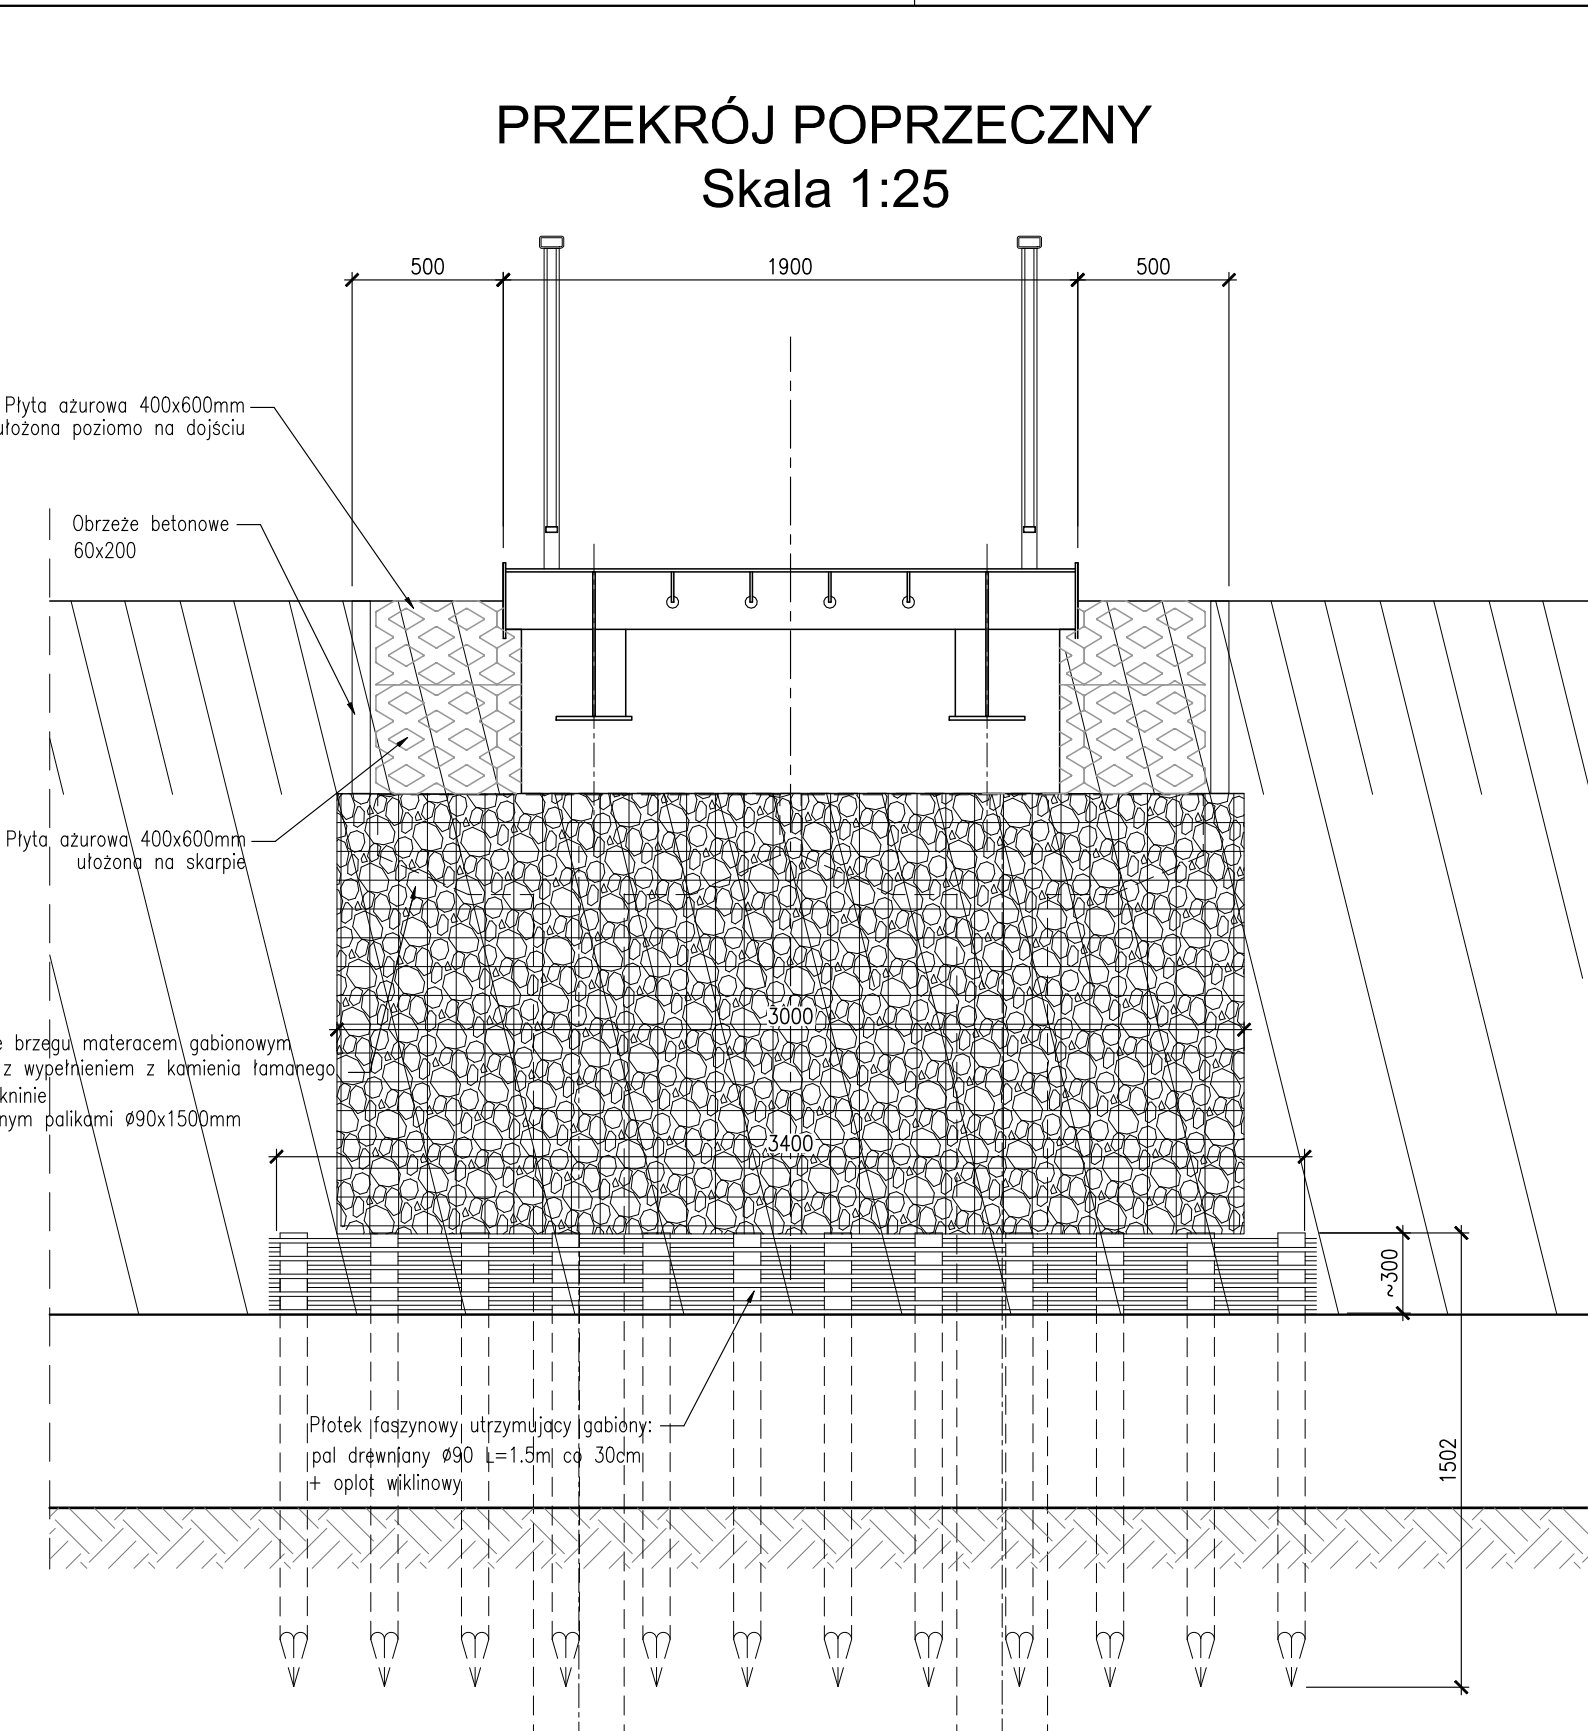 PRZEKRÓJ POPRZECZNY
Skala 1:25
500
1900
500
Płyta ażurowa 400x600mm
ułożona poziomo na dojściu
Obrzeże betonowe
60x200
Płyta ażurowa 400x600mm
ułożona na skarpie
3000
brzegu materacem gabionowym
z wypełnieniem z kamienia łamanego
palikami Ø90x1500mm
3400
~300
1502
Płotek faszynowy utrzymujący gabiony:
pal drewniany Ø90 L=1.5m co 30cm
+ oplot wiklinowy